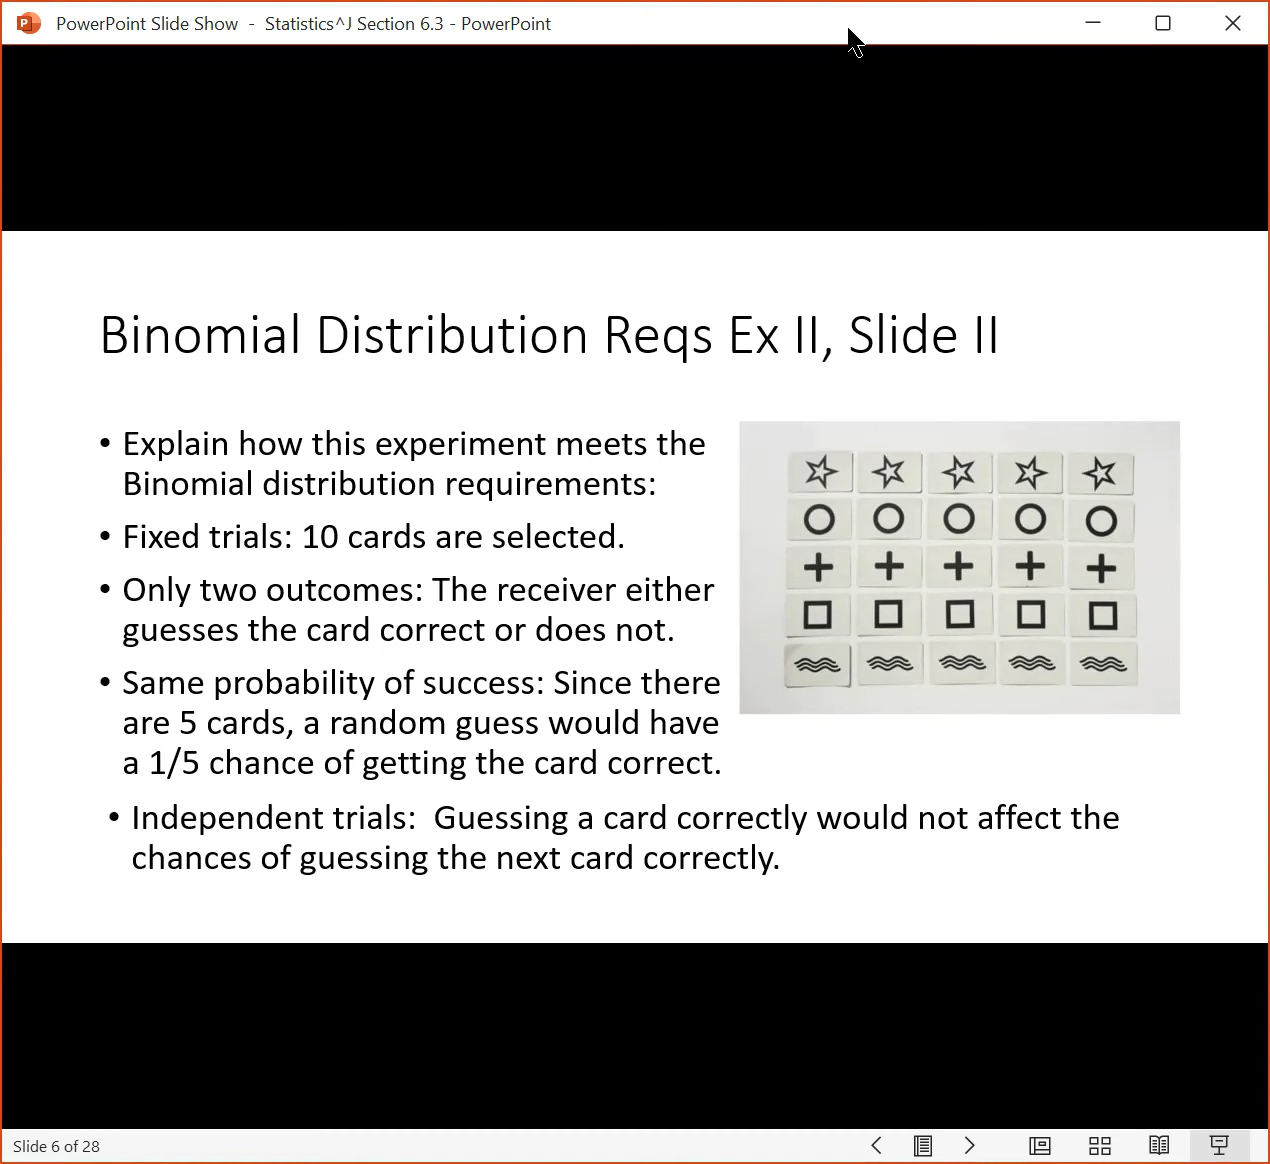 PowerPoint Slide Show - Statistics^J Section 6.3 - PowerPoint
Binomial Distribution Reqs Ex II, Slide II
• Explain how this experiment meets the
Binomial distribution requirements:
• Fixed trials: 10 cards are selected.
• Only two outcomes: The receiver either
guesses the card correct or does not.
• Same probability of success: Since there
are 5 cards, a random guess would have
a 1/5 chance of getting the card correct.
• Independent trials:  Guessing a card correctly would not affect the
chances of guessing the next card correctly.
Slide 6 of 28